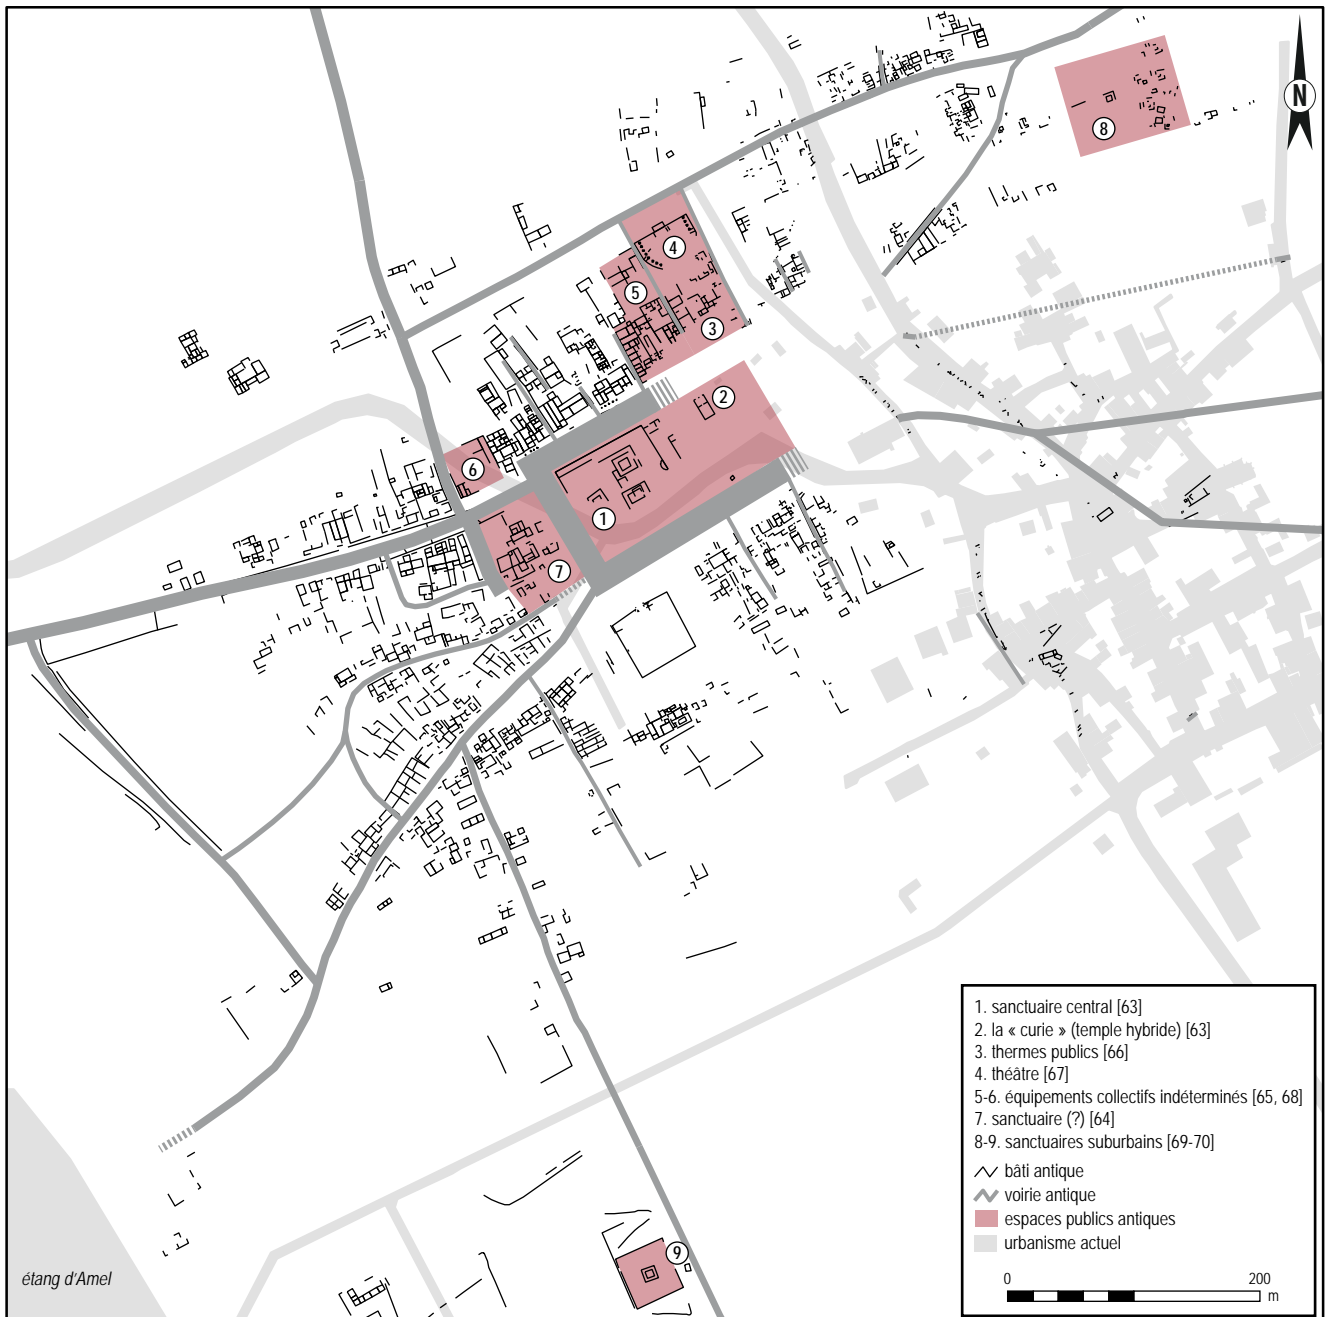 N
8
4
5
3
2
6
1
7
9
étang d'Amel
1. sanctuaire central [63]
2. la « curie » (temple hybride) [63]
3. thermes publics [66]
4. théâtre [67]
5-6. équipements collectifs indéterminés [65, 68]
7. sanctuaire (?) [64]
8-9. sanctuaires suburbains [69-70]
bâti antique
voirie antique
espaces publics antiques
urbanisme actuel
0 200
m